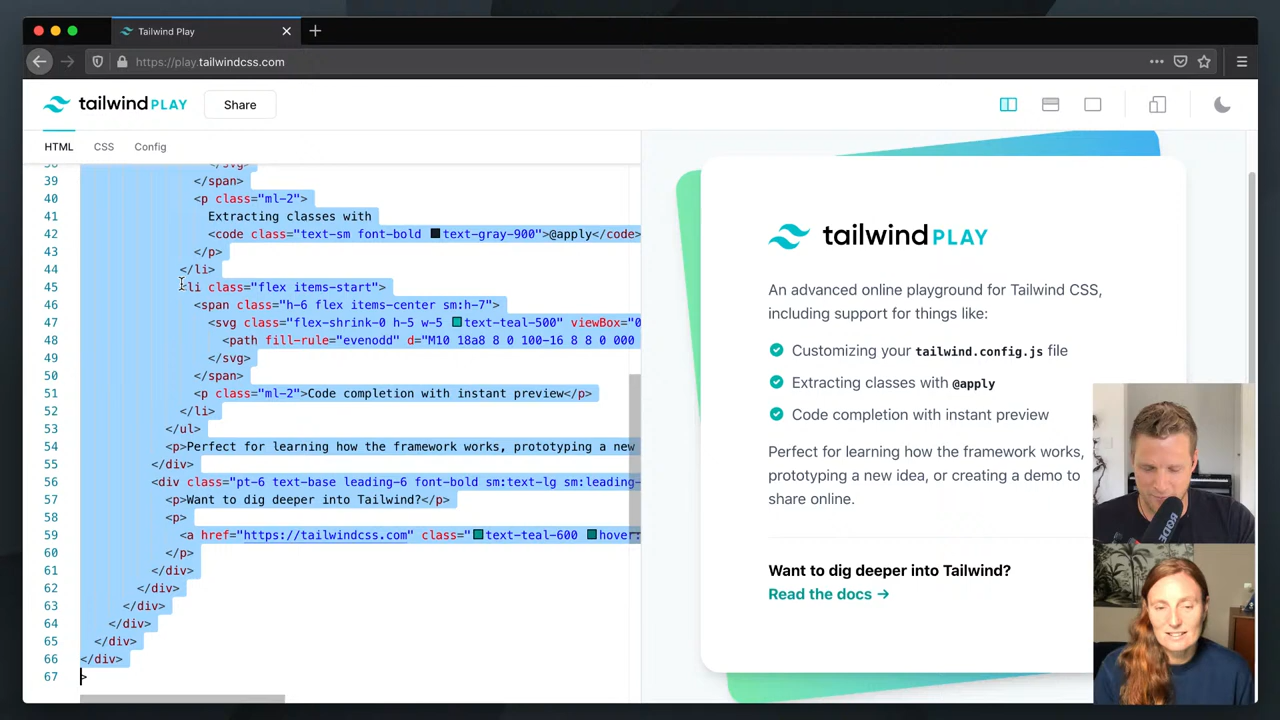 Tailwind Play
https://play.tailwindcss.com
tailwind PLAY
Share
HTML CSS Config
38 </svg>
39 </span>
40 <p class="ml-2">
41 Extracting classes with
42 <code class="text-sm font-bold text-gray-900">@apply</code>
43 </p>
44 </li>
45 <li class="flex items-start">
46 <span class="h-6 flex items-center sm:h-7">
47 <svg class="flex-shrink-0 h-5 w-5 text-teal-500" viewBox="0
48 <path fill-rule="evenodd" d="M10 18a8 8 0 100-16 8 8 0 000
49 </svg>
50 </span>
51 <p class="ml-2">Code completion with instant preview</p>
52 </li>
53 </ul>
54 <p>Perfect for learning how the framework works, prototyping a new
55 </div>
56 <div class="pt-6 text-base leading-6 font-bold sm:text-lg sm:leading-
57 <p>Want to dig deeper into Tailwind?</p>
58 <p>
59 <a href="https://tailwindcss.com" class="text-teal-600 hover:
60 </p>
61 </div>
62 </div>
63 </div>
64 </div>
65 </div>
66 </div>
67 >
tailwind PLAY
An advanced online playground for Tailwind CSS,
including support for things like:
Customizing your tailwind.config.js file
Extracting classes with @apply
Code completion with instant preview
Perfect for learning how the framework works,
prototyping a new idea, or creating a demo to
share online.
Want to dig deeper into Tailwind?
Read the docs →
RODE